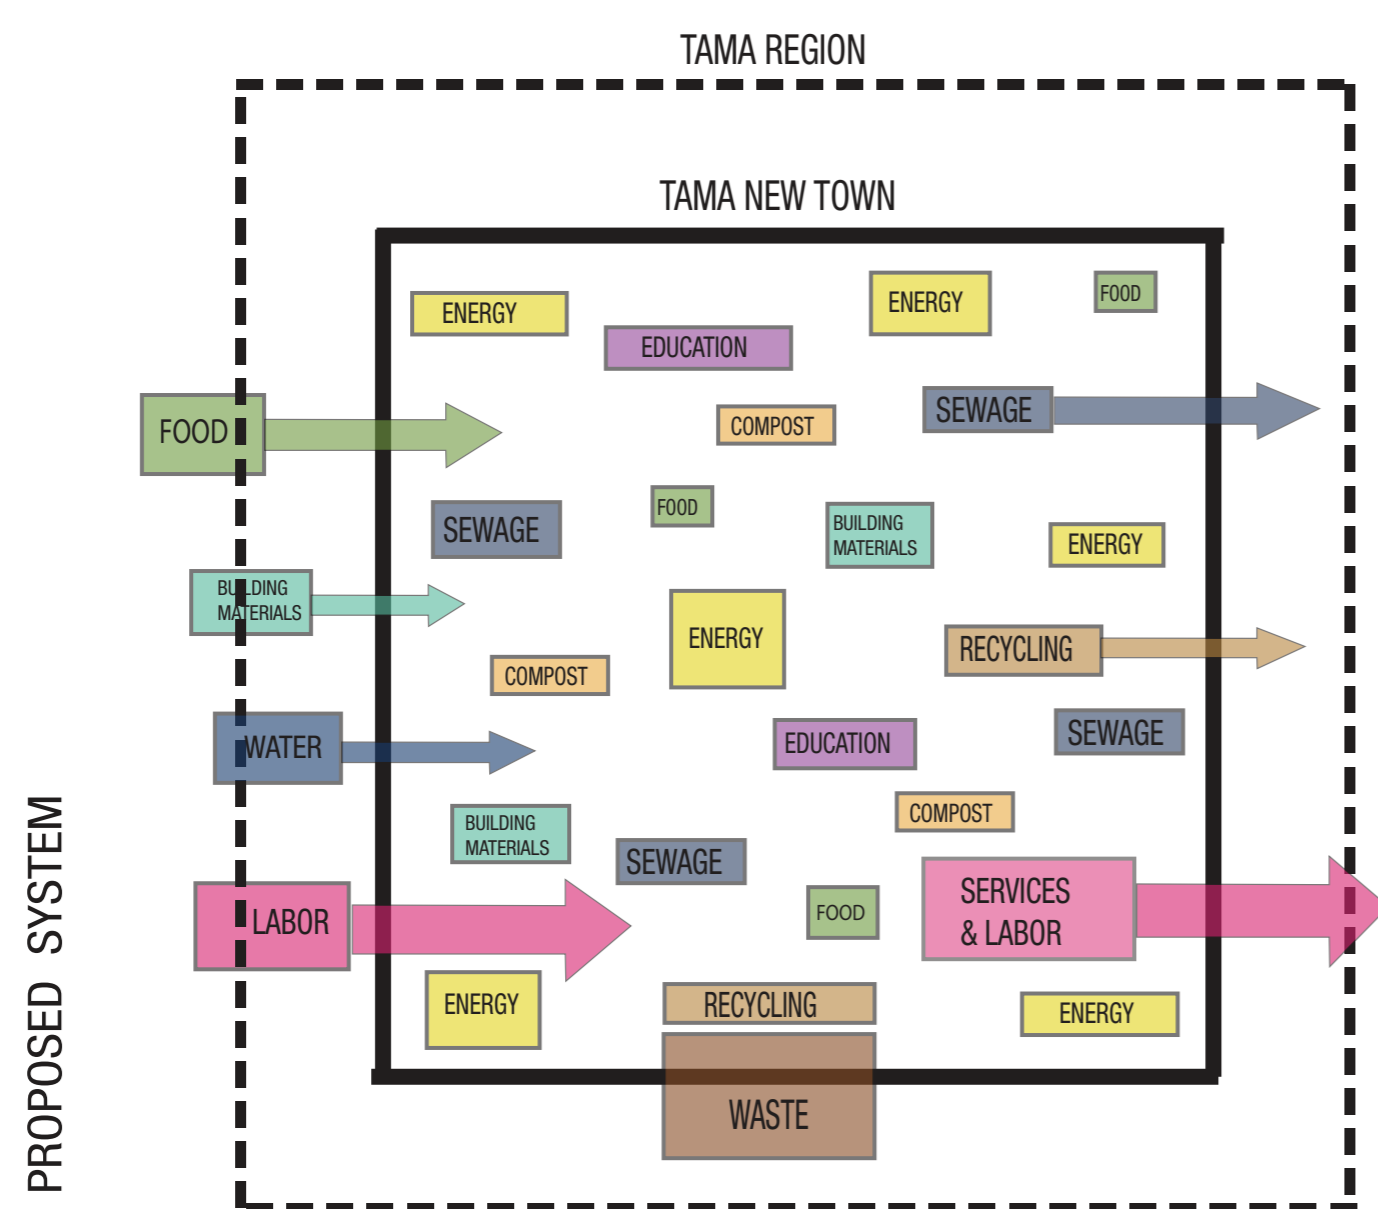 TAMA REGION
TAMA NEW TOWN
ENERGY
ENERGY
FOOD
EDUCATION
COMPOST
SEWAGE
FOOD
SEWAGE
FOOD
BUILDING
MATERIALS
ENERGY
BUILDING
MATERIALS
ENERGY
RECYCLING
COMPOST
WATER
EDUCATION
SEWAGE
BUILDING
MATERIALS
COMPOST
SEWAGE
LABOR
FOOD
SERVICES
& LABOR
ENERGY
RECYCLING
ENERGY
WASTE
PROPOSED SYSTEM